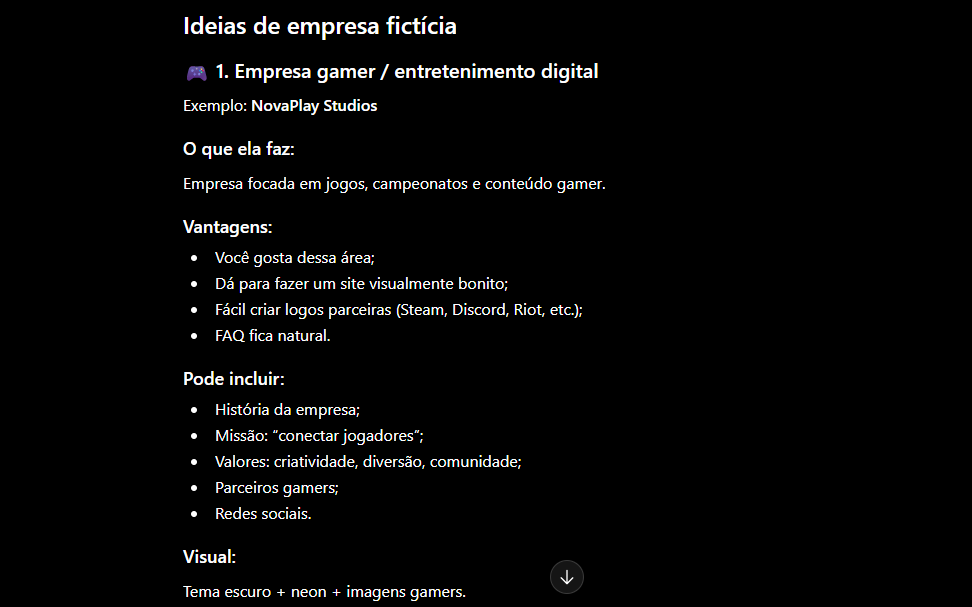 Ideias de empresa fictícia
🎮 1. Empresa gamer / entretenimento digital
Exemplo: NovaPlay Studios
O que ela faz:
Empresa focada em jogos, campeonatos e conteúdo gamer.
Vantagens:
• Você gosta dessa área;
• Dá para fazer um site visualmente bonito;
• Fácil criar logos parceiras (Steam, Discord, Riot, etc.);
• FAQ fica natural.
Pode incluir:
• História da empresa;
• Missão: “conectar jogadores”;
• Valores: criatividade, diversão, comunidade;
• Parceiros gamers;
• Redes sociais.
Visual:
Tema escuro + neon + imagens gamers.